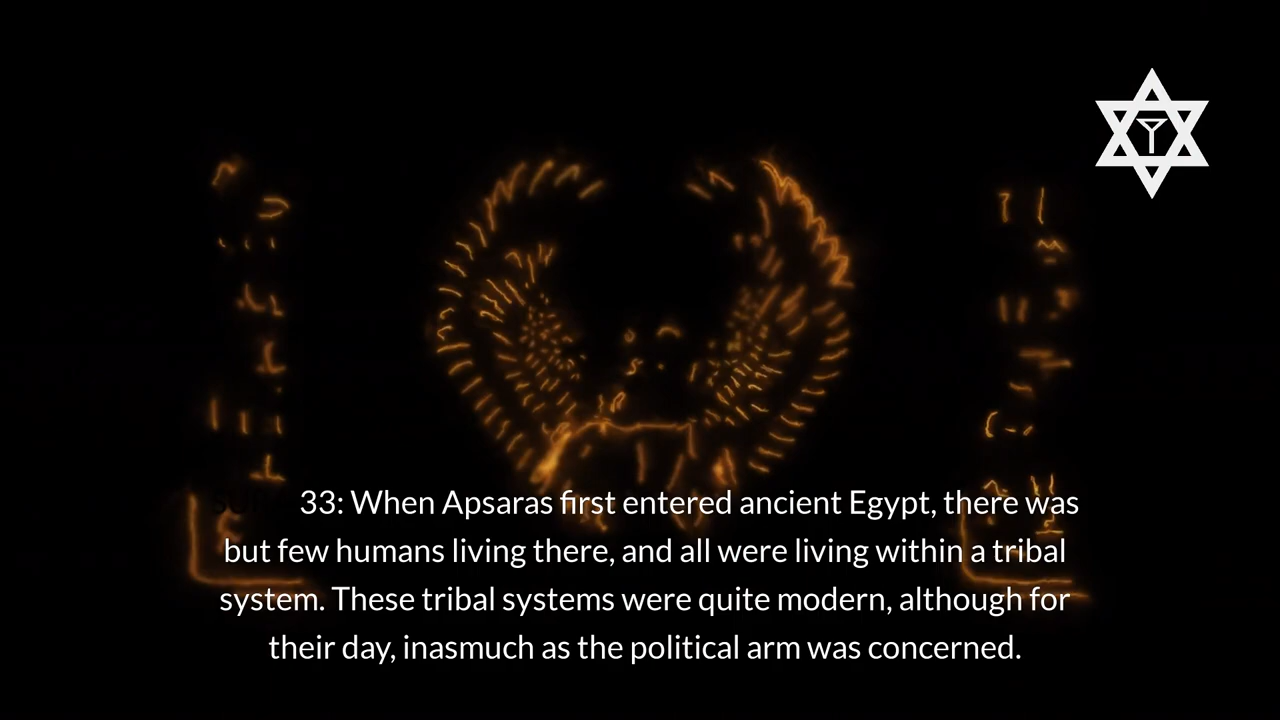 33: When Apsaras first entered ancient Egypt, there was
but few humans living there, and all were living within a tribal
system. These tribal systems were quite modern, although for
their day, inasmuch as the political arm was concerned.